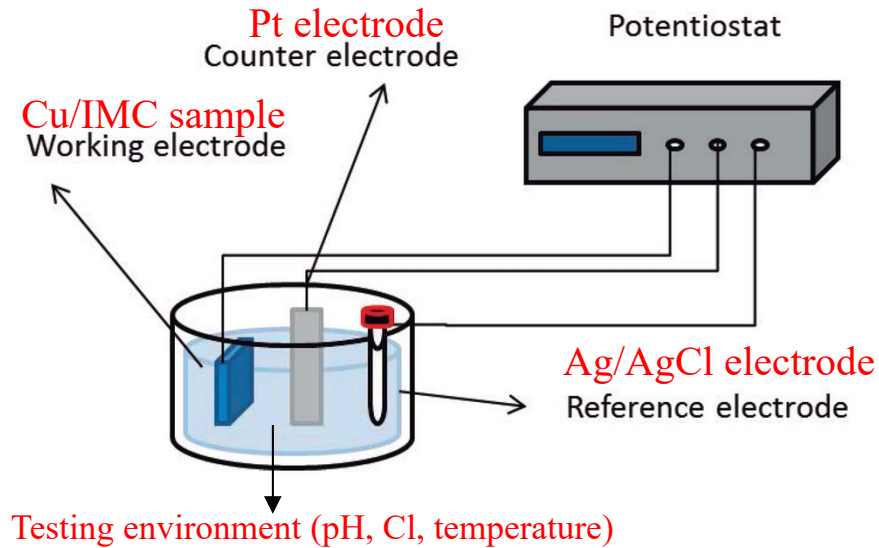 Pt electrode
Counter electrode
Potentiostat
Cu/IMC sample
Working electrode
Ag/AgCl electrode
Reference electrode
Testing environment (pH, Cl, temperature)